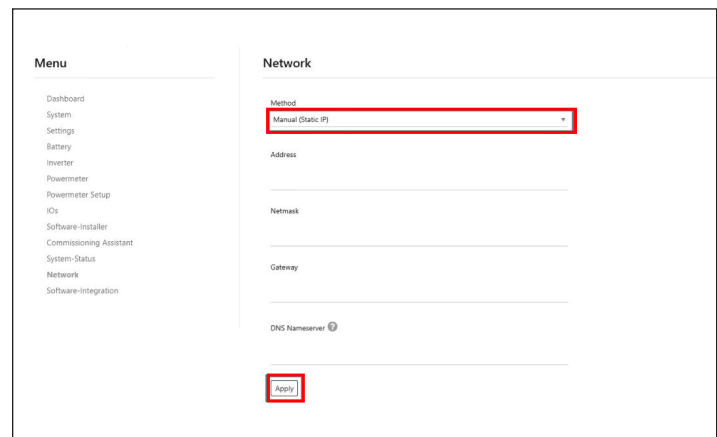 Menu
Dashboard
System
Settings
Battery
Inverter
Powermeter
Powermeter Setup
IOs
Software-Installer
Commissioning Assistant
System-Status
Network
Software-Integration
Network
Method
Manual (Static IP)
Address
Netmask
Gateway
DNS Nameserver ?
Apply